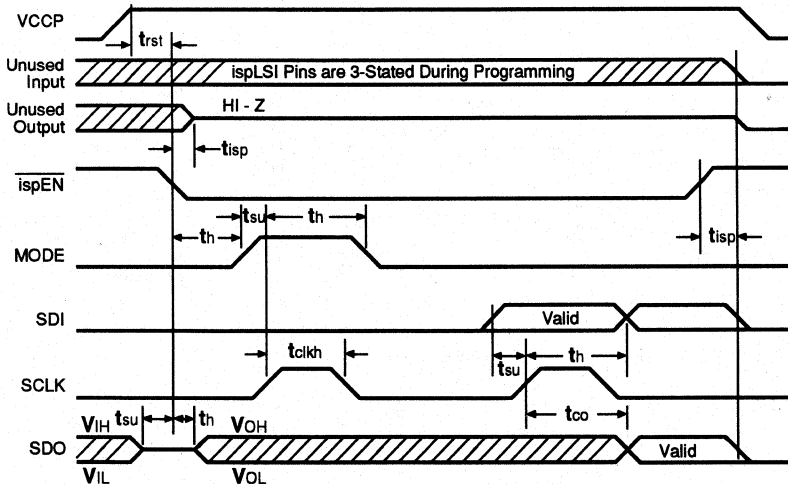 VCCP
trst
Unused
Input
ispLSI Pins are 3-Stated During Programming
Unused
Output
HI - Z
tisp
ispEN
tsu
th
th
tisp
MODE
SDI
Valid
tclkh
tsu
th
SCLK
tsu
th
tco
VIH
VOH
SDO
Valid
VIL
VOL